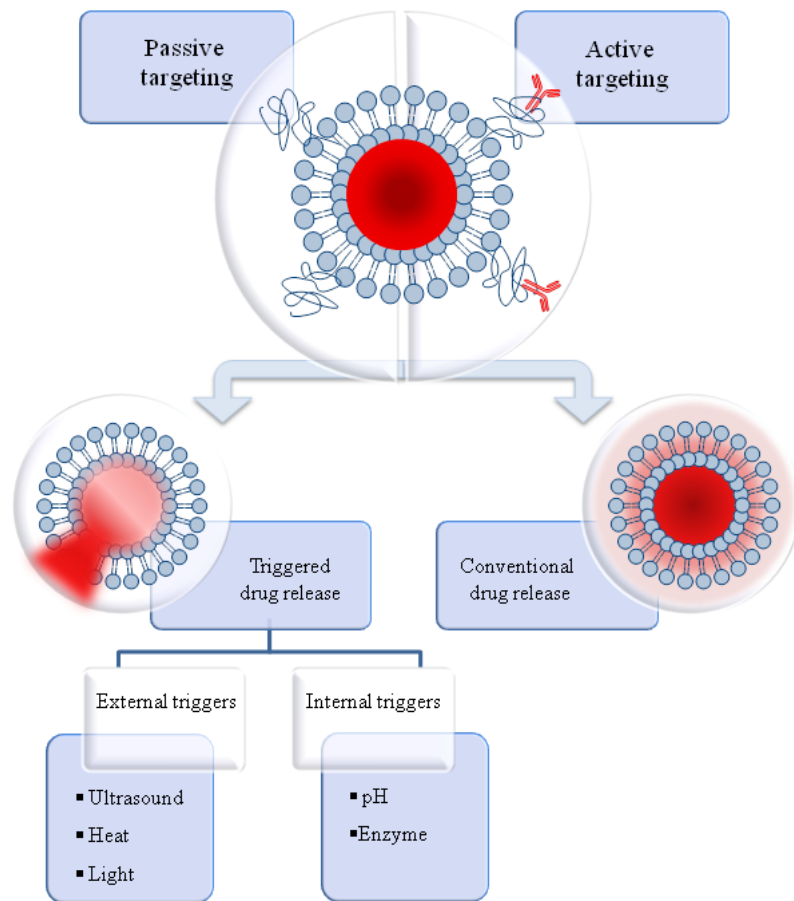 Passive
targeting
Active
targeting
Triggered
drug release
Conventional
drug release
External triggers
Internal triggers
▪ Ultrasound
▪ Heat
▪ Light
▪ pH
▪Enzyme